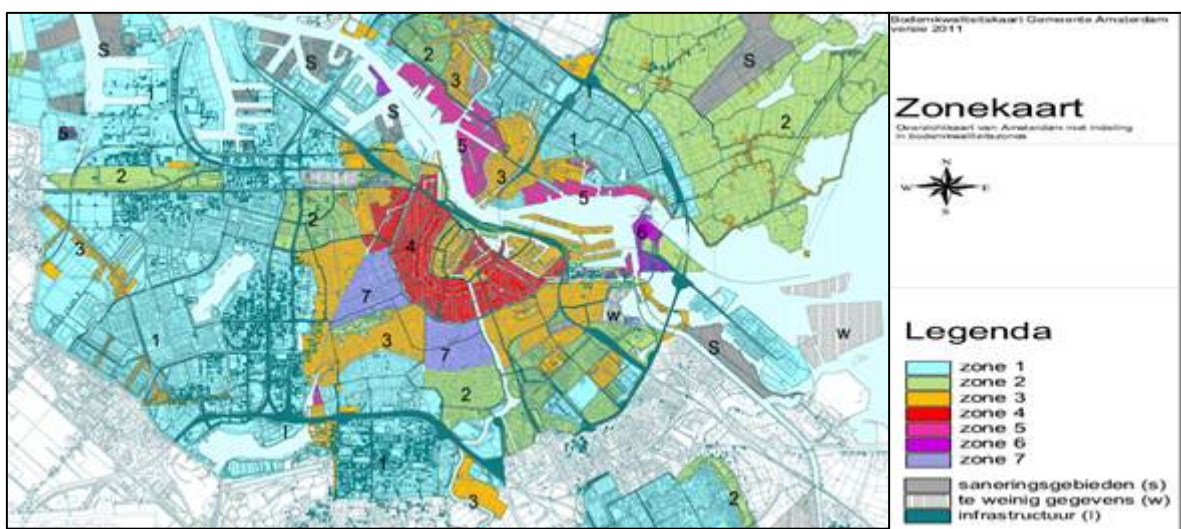 Bodemkwaliteitskaart Gemeente Amsterdam
versie 2011
Zonekaart
Overzichtkaart van Amsterdam met indeling
in bodemkwaliteitszones
N
W E
S
Legenda
zone 1
zone 2
zone 3
zone 4
zone 5
zone 6
zone 7
saneringsgebieden (s)
te weinig gegevens (w)
infrastructuur (I)
S
S
2
3
S
S
2
1
5
3
5
2
2
3
4
6
7
W
1
3
7
S
W
2
I
1
3
2